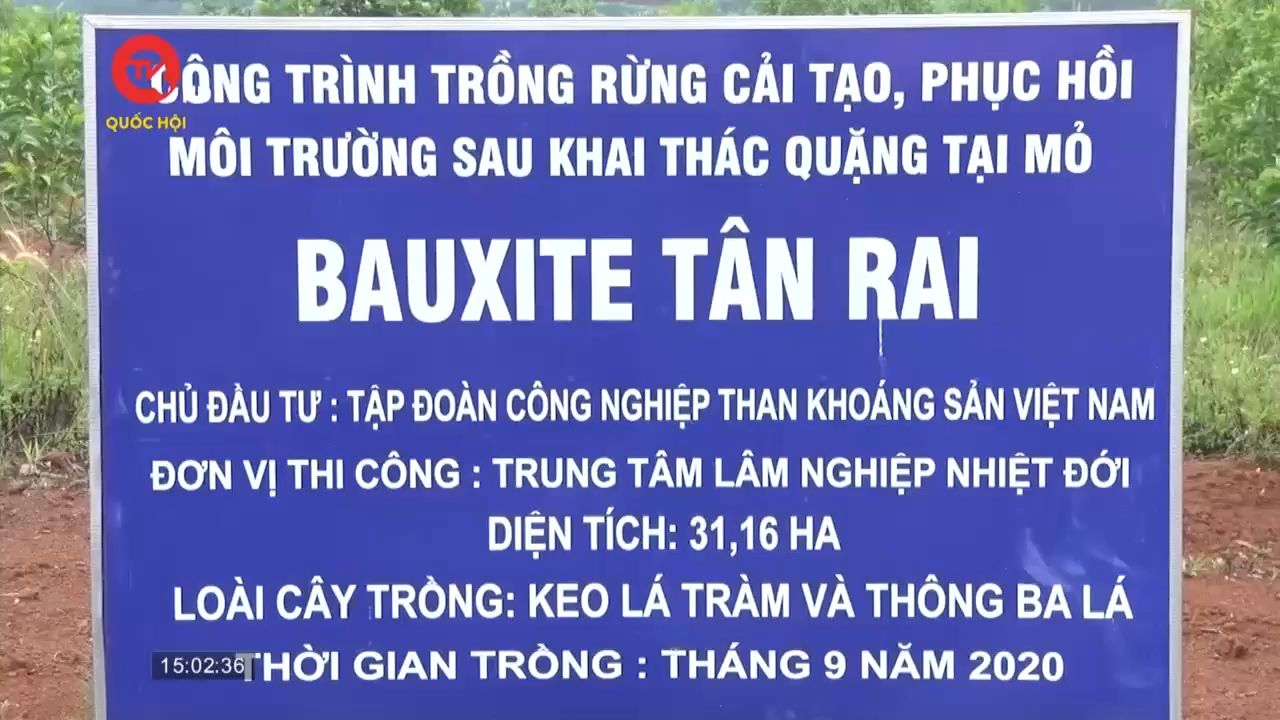 QUỐC HỘI
CÔNG TRÌNH TRỒNG RỪNG CẢI TẠO, PHỤC HỒI
MÔI TRƯỜNG SAU KHAI THÁC QUẶNG TẠI MỎ
BAUXITE TÂN RAI
CHỦ ĐẦU TƯ : TẬP ĐOÀN CÔNG NGHIỆP THAN KHOÁNG SẢN VIỆT NAM
ĐƠN VỊ THI CÔNG : TRUNG TÂM LÂM NGHIỆP NHIỆT ĐỚI
DIỆN TÍCH: 31,16 HA
LOÀI CÂY TRỒNG: KEO LÁ TRÀM VÀ THÔNG BA LÁ
THỜI GIAN TRỒNG : THÁNG 9 NĂM 2020
15:02:36